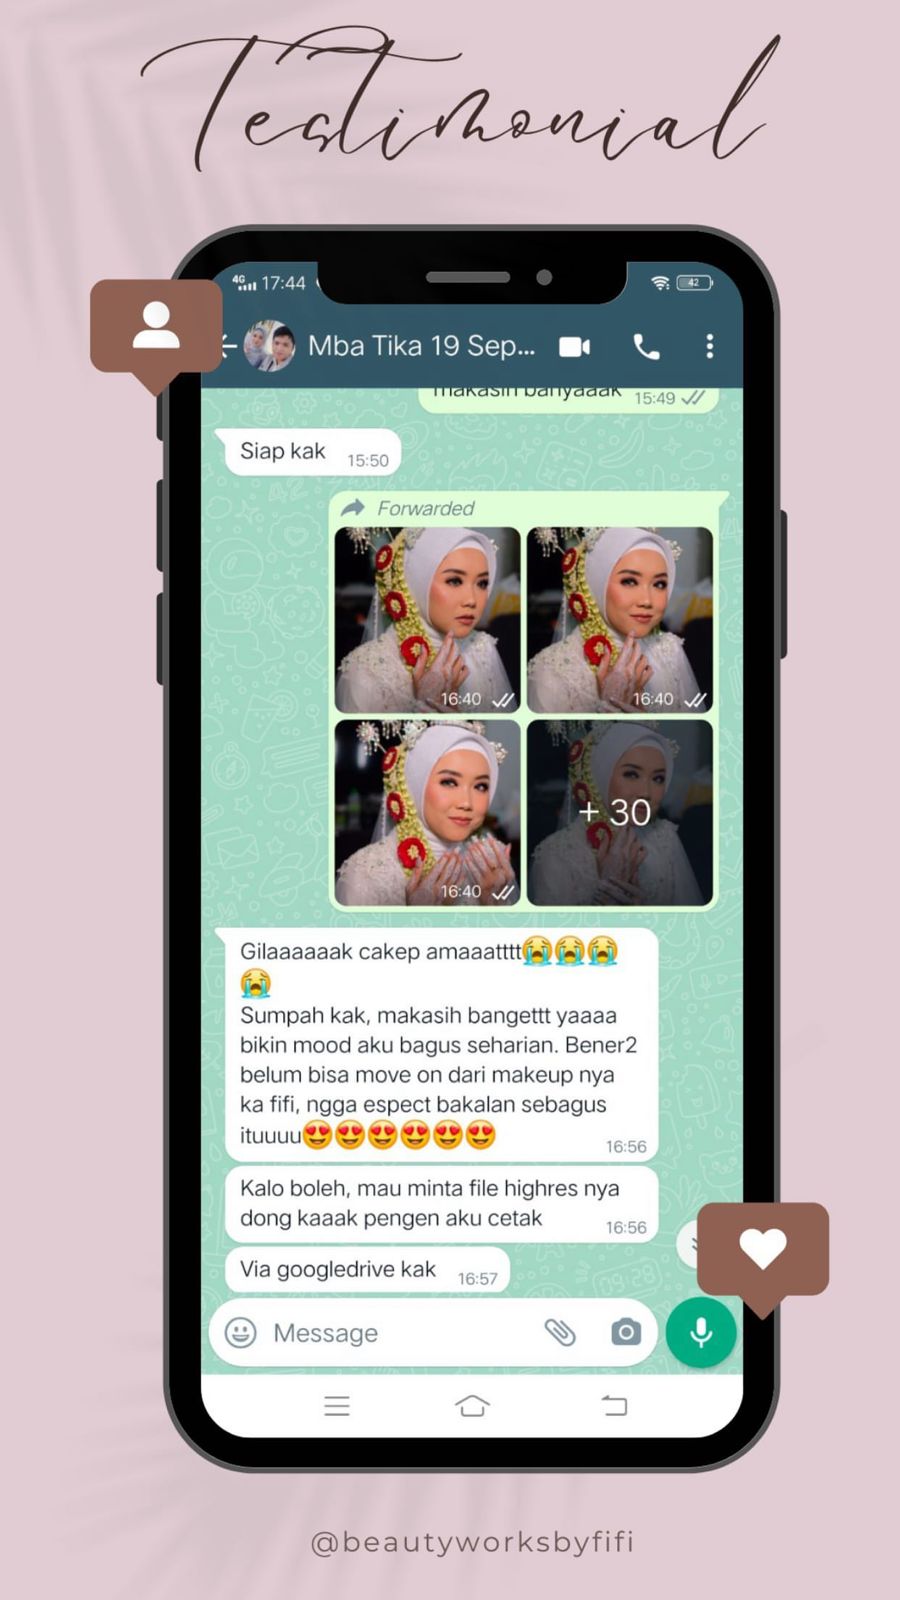 Testimonial
4G 17:44
42
Mba Tika 19 Sep...
makasih banyaaak 15:49
Siap kak 15:50
Forwarded
16:40
16:40
16:40
+ 30
Gilaaaaaak cakep amaaatttt😭😭😭
😭
Sumpah kak, makasih bangettt yaaaa
bikin mood aku bagus seharian. Bener2
belum bisa move on dari makeup nya
ka fifi, ngga espect bakalan sebagus
ituuuu😍😍😍😍😍😍 16:56
Kalo boleh, mau minta file highres nya
dong kaaak pengen aku cetak 16:56
Via googledrive kak 16:57
Message
@beautyworksbyfifi